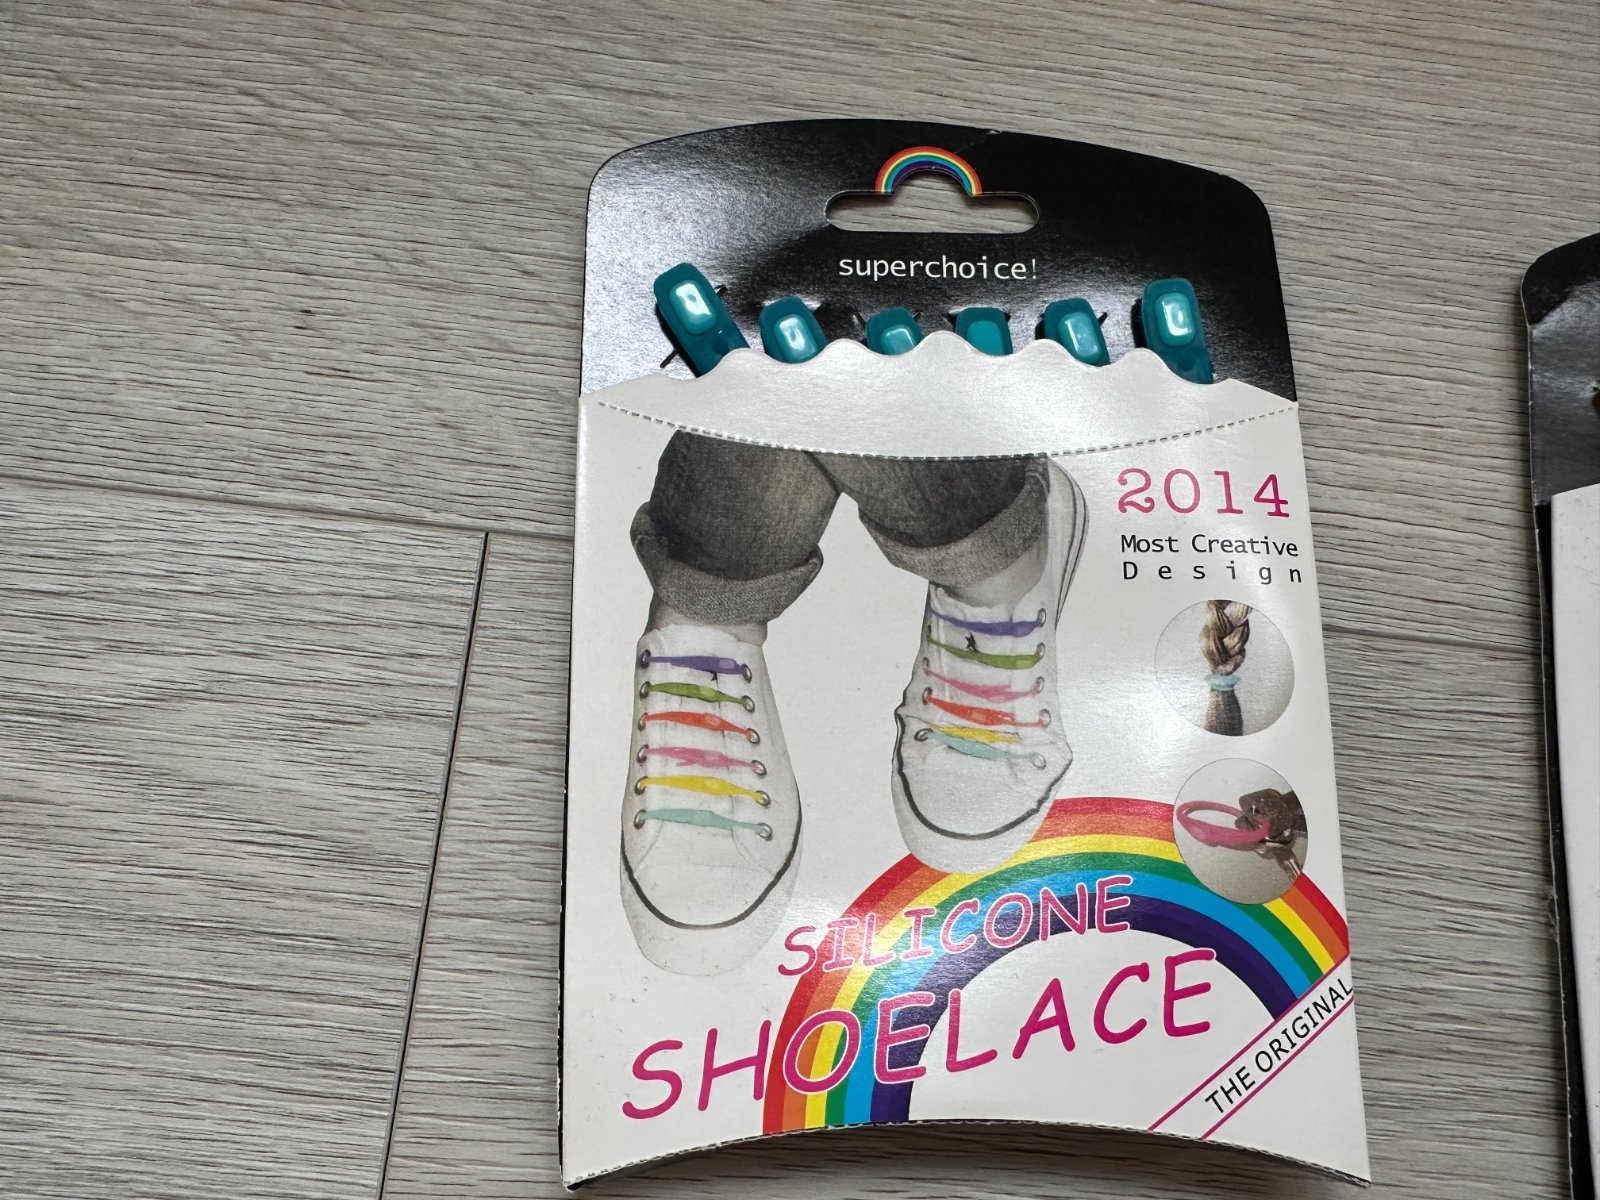 superchoice!
2014
Most Creative
Design
SILICONE
SHOELACE
THE ORIGINAL